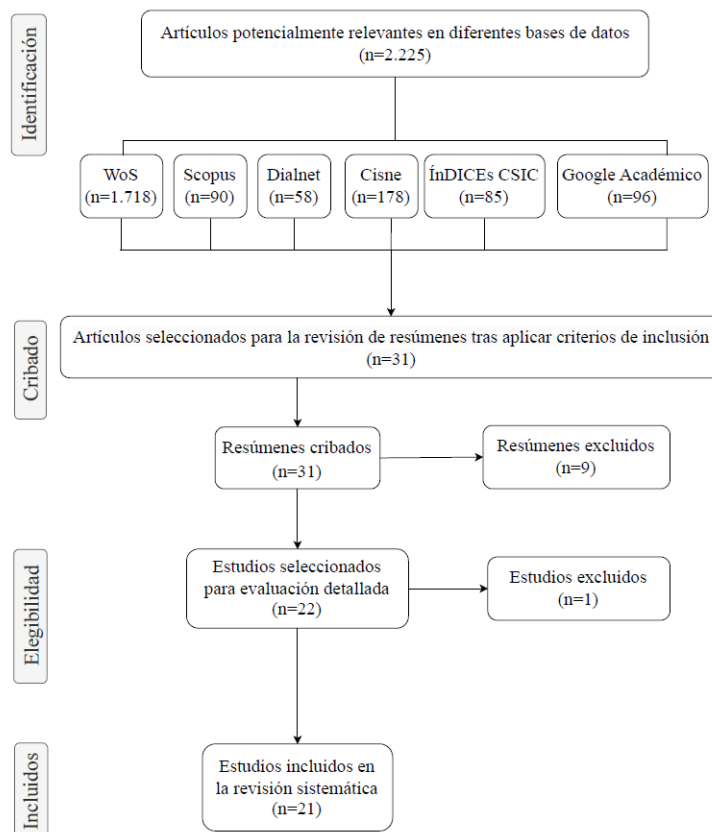 Identificación
Artículos potencialmente relevantes en diferentes bases de datos
(n=2.225)
WoS
(n=1.718)
Scopus
(n=90)
Dialnet
(n=58)
Cisne
(n=178)
ÍnDICEs CSIC
(n=85)
Google Académico
(n=96)
Cribado
Artículos seleccionados para la revisión de resúmenes tras aplicar criterios de inclusión
(n=31)
Resúmenes cribados
(n=31)
Resúmenes excluidos
(n=9)
Elegibilidad
Estudios seleccionados
para evaluación detallada
(n=22)
Estudios excluidos
(n=1)
Incluidos
Estudios incluidos en
la revisión sistemática
(n=21)